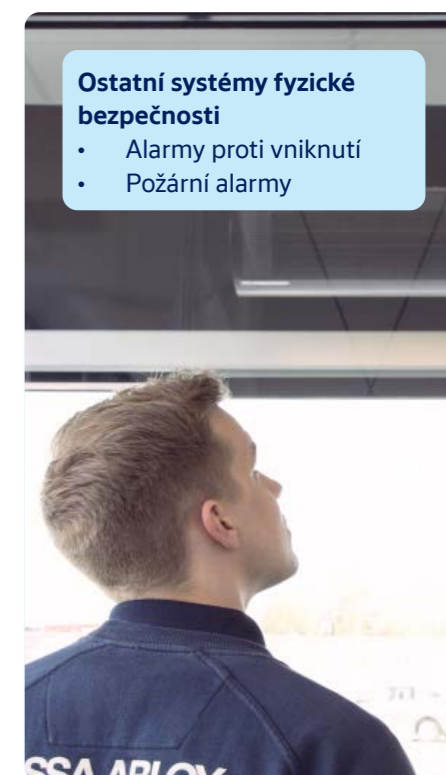 Ostatní systémy fyzické
bezpečnosti
• Alarmy proti vniknutí
• Požární alarmy
SSA ABLOY